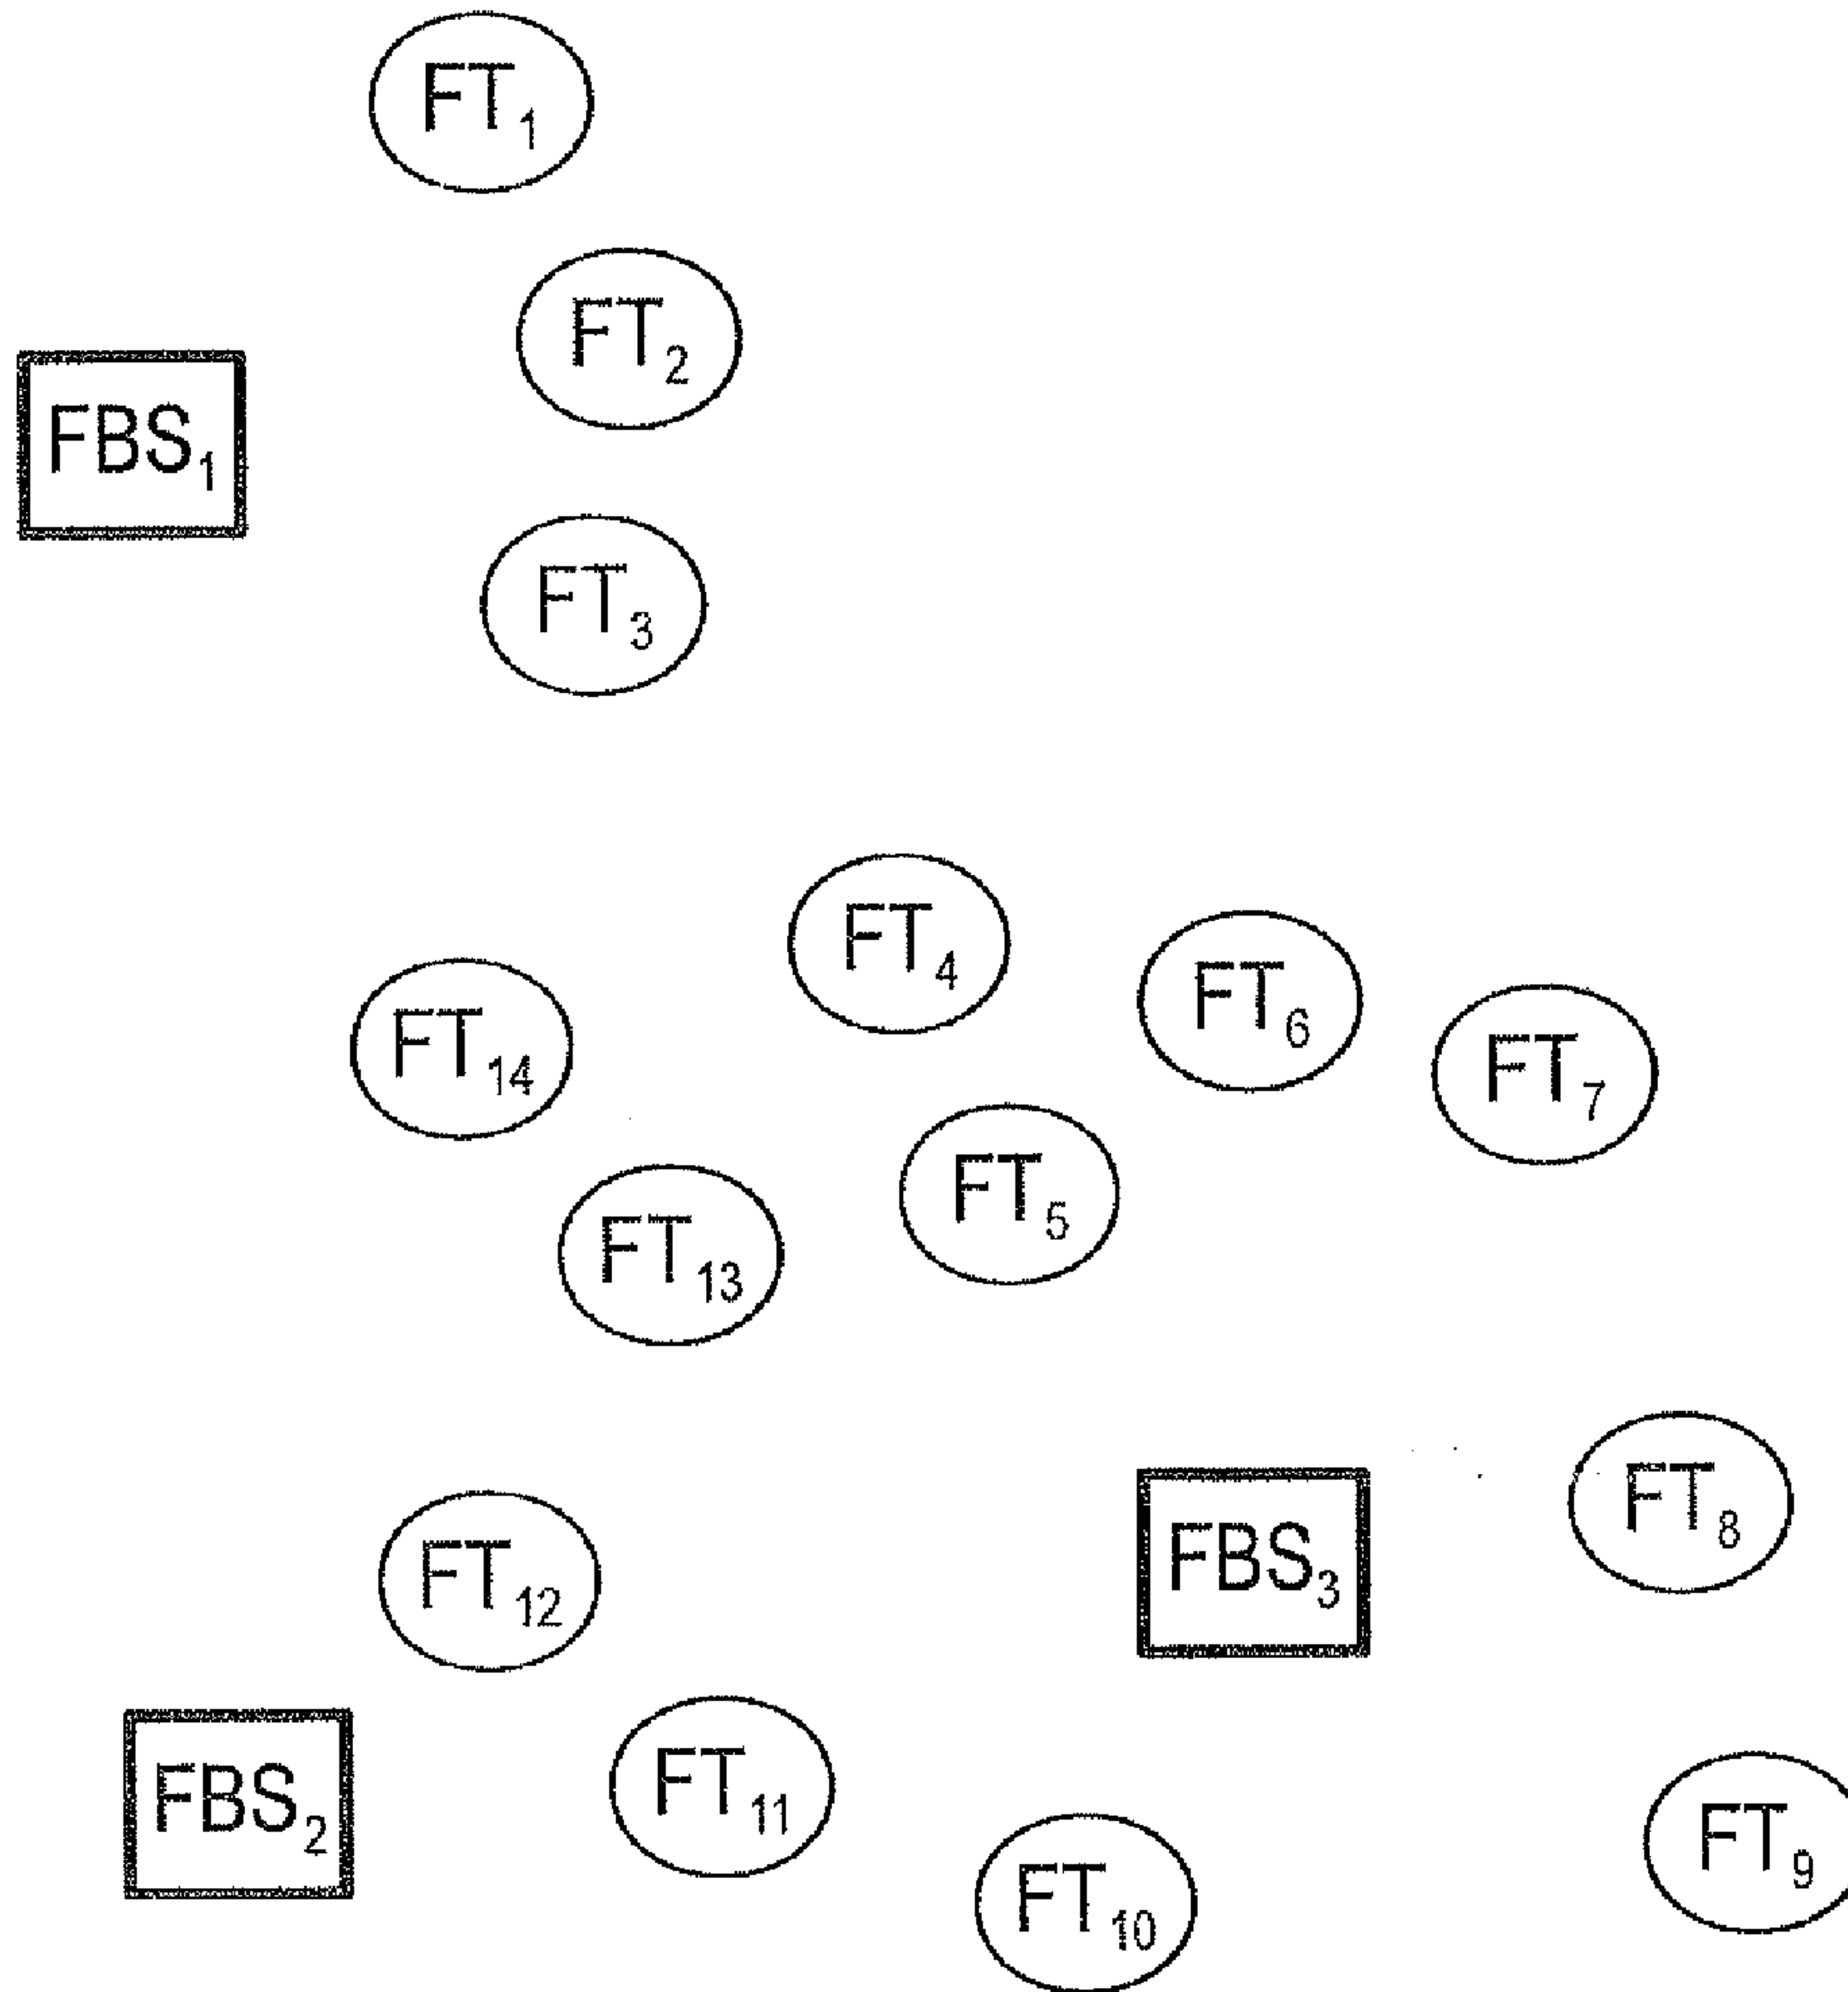 FT₁
FT₂
FBS₁
FT₃
FT₄
FT₆
FT₁₄
FT₇
FT₅
FT₁₃
FT₈
FBS₃
FT₁₂
FT₁₁
FBS₂
FT₉
FT₁₀